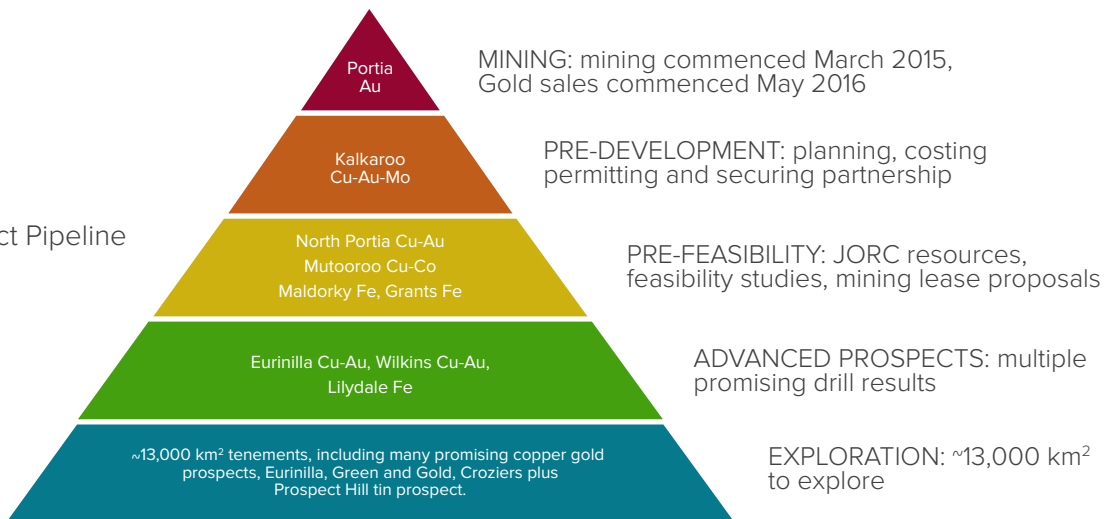 Portia
Au
MINING: mining commenced March 2015,
Gold sales commenced May 2016
Kalkaroo
Cu-Au-Mo
PRE-DEVELOPMENT: planning, costing
permitting and securing partnership
ct Pipeline
North Portia Cu-Au
Mutooroo Cu-Co
Maldorky Fe, Grants Fe
PRE-FEASIBILITY: JORC resources,
feasibility studies, mining lease proposals
Eurinilla Cu-Au, Wilkins Cu-Au,
Lilydale Fe
ADVANCED PROSPECTS: multiple
promising drill results
~13,000 km² tenements, including many promising copper gold
prospects, Eurinilla, Green and Gold, Croziers plus
Prospect Hill tin prospect.
EXPLORATION: ~13,000 km²
to explore